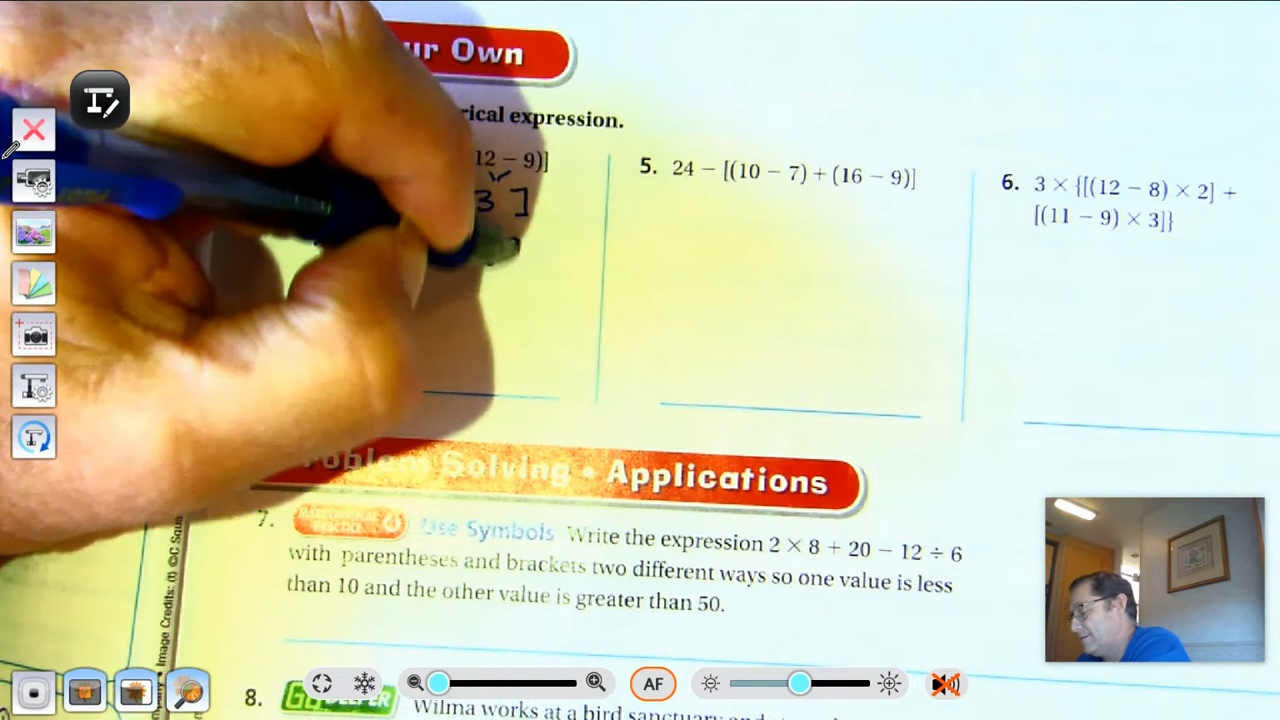 ur Own
rical expression.
12 − 9)]
3 ]
5. 24 − [(10 − 7) + (16 − 9)]
6. 3 × {[(12 − 8) × 2] +
[(11 − 9) × 3]}
Problem Solving • Applications
7. Use Symbols Write the expression 2 × 8 + 20 − 12 ÷ 6
with parentheses and brackets two different ways so one value is less
than 10 and the other value is greater than 50.
8. Wilma works at a bird sanctuary and
Image Credits: (t) ©C Squa
AF